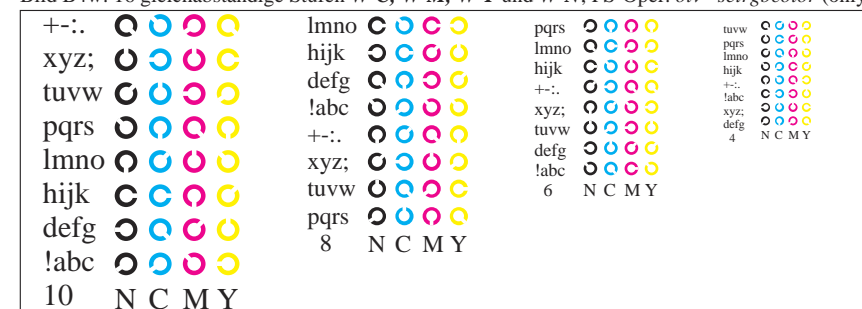 +-:.
xyz;
tuvw
pqrs
lmno
hijk
defg
!abc
10 N C M Y
lmno
hijk
defg
!abc
+-:.
xyz;
tuvw
pqrs
8 N C M Y
pqrs
lmno
hijk
+-:.
xyz;
tuvw
defg
!abc
6 N C M Y
tuvw
pqrs
lmno
hijk
+-:.
!abc
xyz;
defg
4 N C M Y